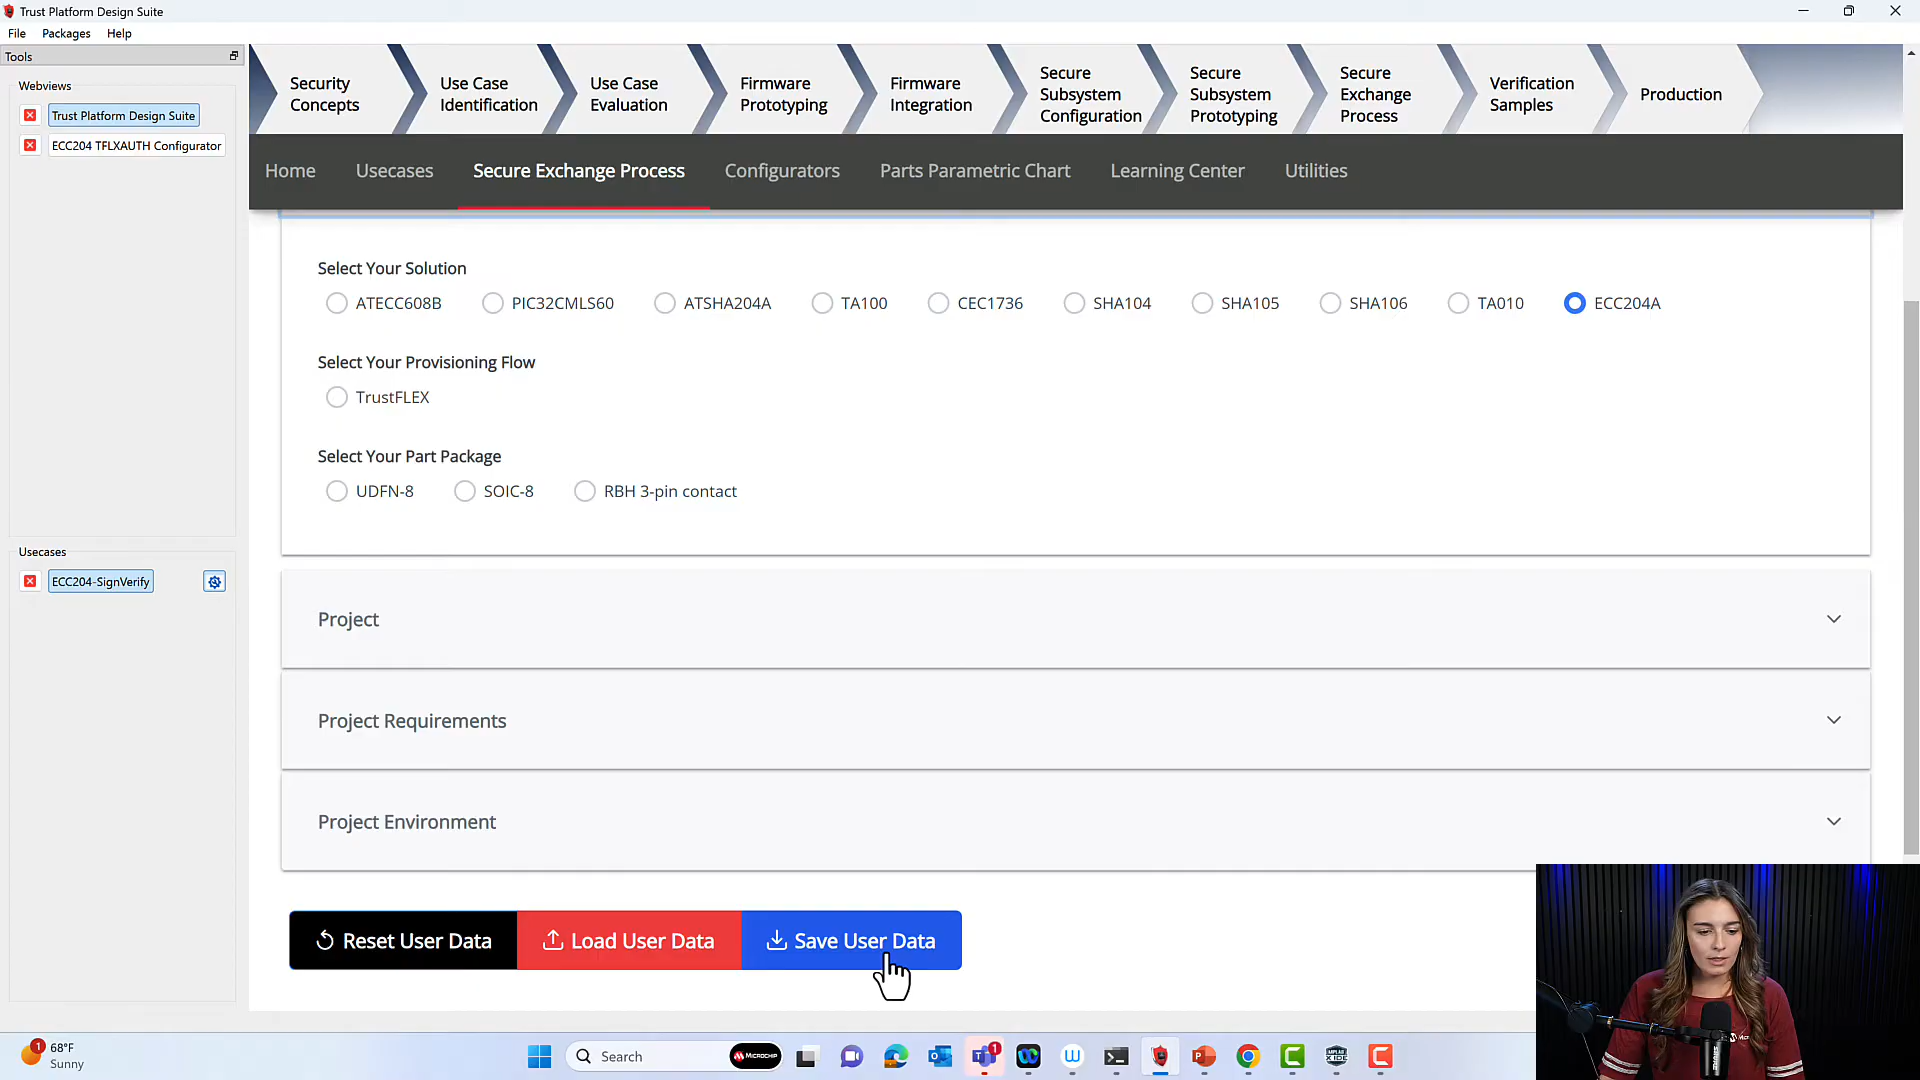 Trust Platform Design Suite
File Packages Help
Tools
Webviews
Trust Platform Design Suite
ECC204 TFLXAUTH Configurator
Usecases
ECC204-SignVerify
Security Concepts
Use Case Identification
Use Case Evaluation
Firmware Prototyping
Firmware Integration
Secure Subsystem Configuration
Secure Subsystem Prototyping
Secure Exchange Process
Verification Samples
Production
Home Usecases Secure Exchange Process Configurators Parts Parametric Chart Learning Center Utilities
Select Your Solution
ATECC608B PIC32CMLS60 ATSHA204A TA100 CEC1736 SHA104 SHA105 SHA106 TA010 ECC204A
Select Your Provisioning Flow
TrustFLEX
Select Your Part Package
UDFN-8 SOIC-8 RBH 3-pin contact
Project
Project Requirements
Project Environment
Reset User Data Load User Data Save User Data
1
68°F
Sunny
Search
MICROCHIP
1